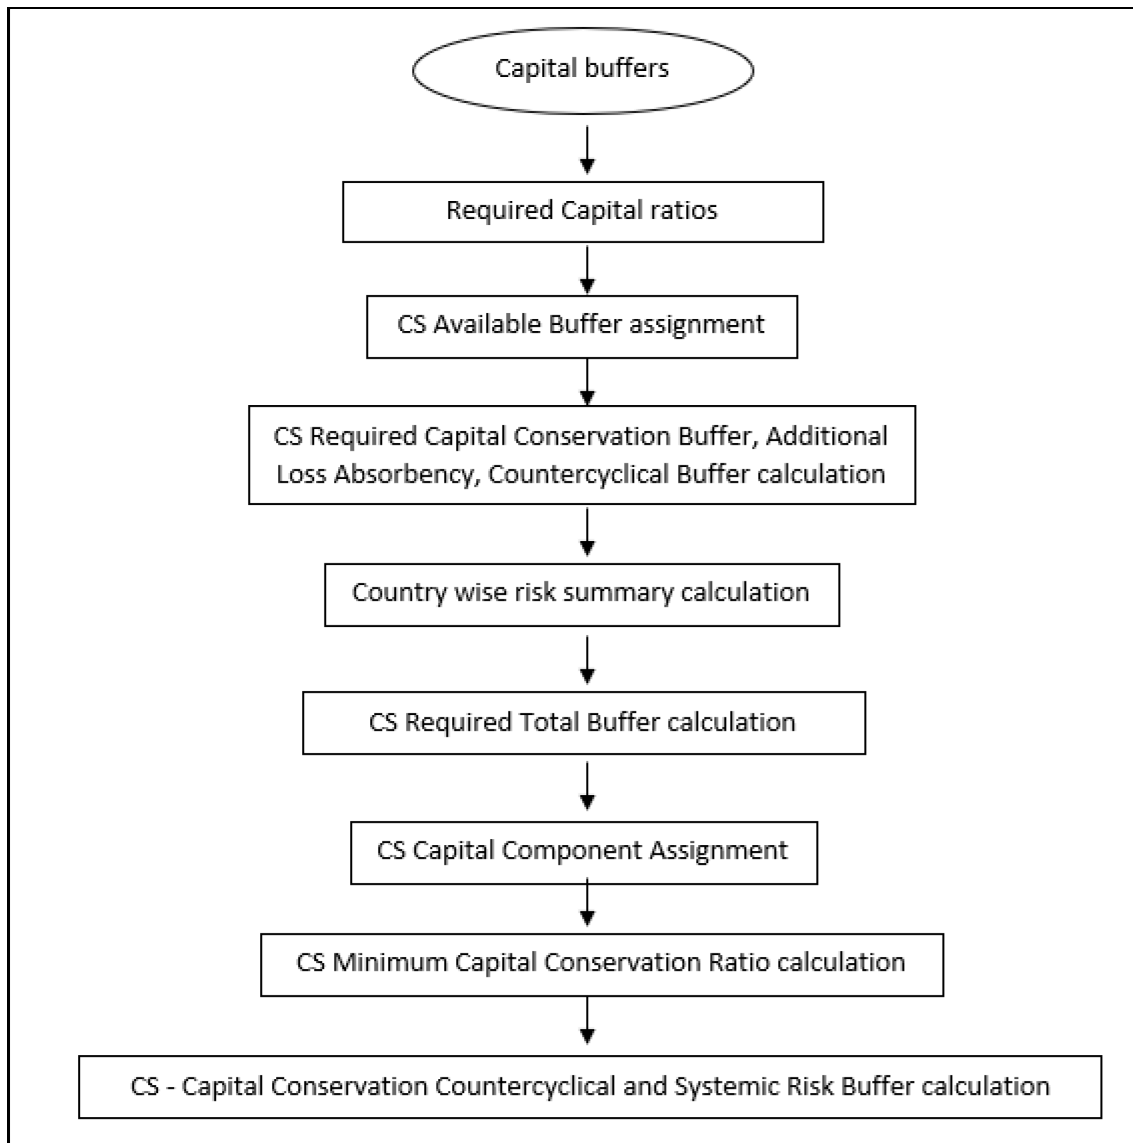 Capital buffers
Required Capital ratios
CS Available Buffer assignment
CS Required Capital Conservation Buffer, Additional
Loss Absorbency, Countercyclical Buffer calculation
Country wise risk summary calculation
CS Required Total Buffer calculation
CS Capital Component Assignment
CS Minimum Capital Conservation Ratio calculation
CS - Capital Conservation Countercyclical and Systemic Risk Buffer calculation